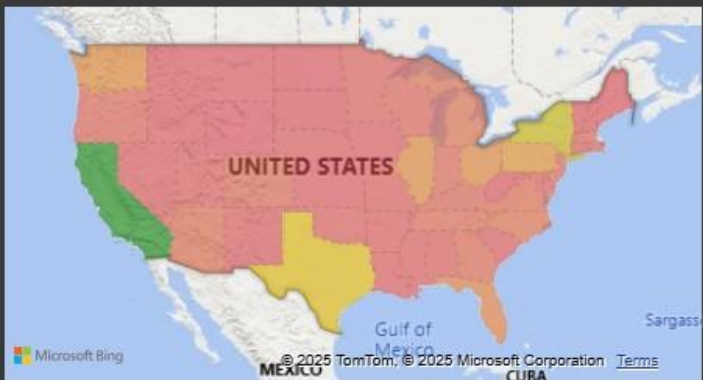 UNITED STATES
Gulf of
Mexico
Sargass
Microsoft Bing
© 2025 TomTom, © 2025 Microsoft Corporation Terms
MEXICO
CUBA